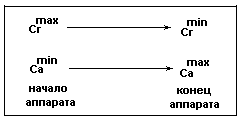 Cr max Cr min
Ca min Ca max
начало конец
аппарата аппарата